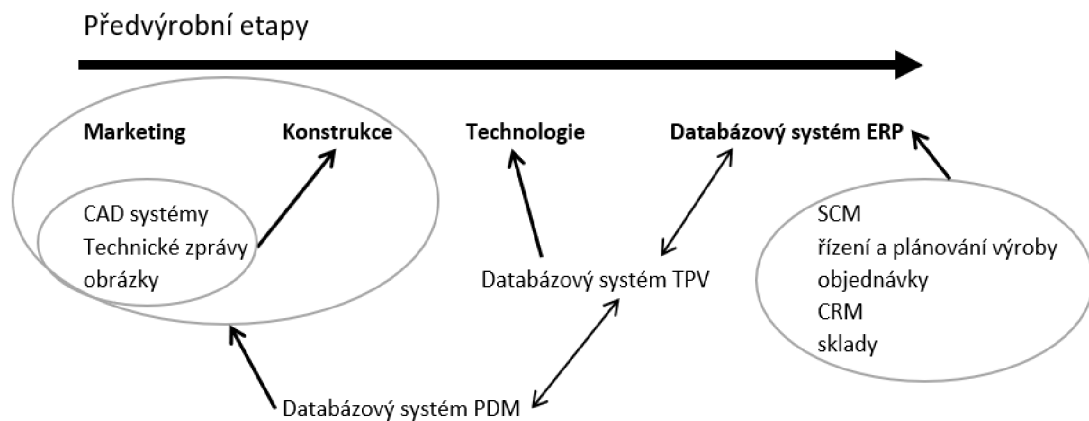 Předvýrobní etapy
Marketing
Konstrukce
Technologie
Databázový systém ERP
CAD systémy
Technické zprávy
obrázky
SCM
řízení a plánování výroby
objednávky
CRM
sklady
Databázový systém TPV
Databázový systém PDM